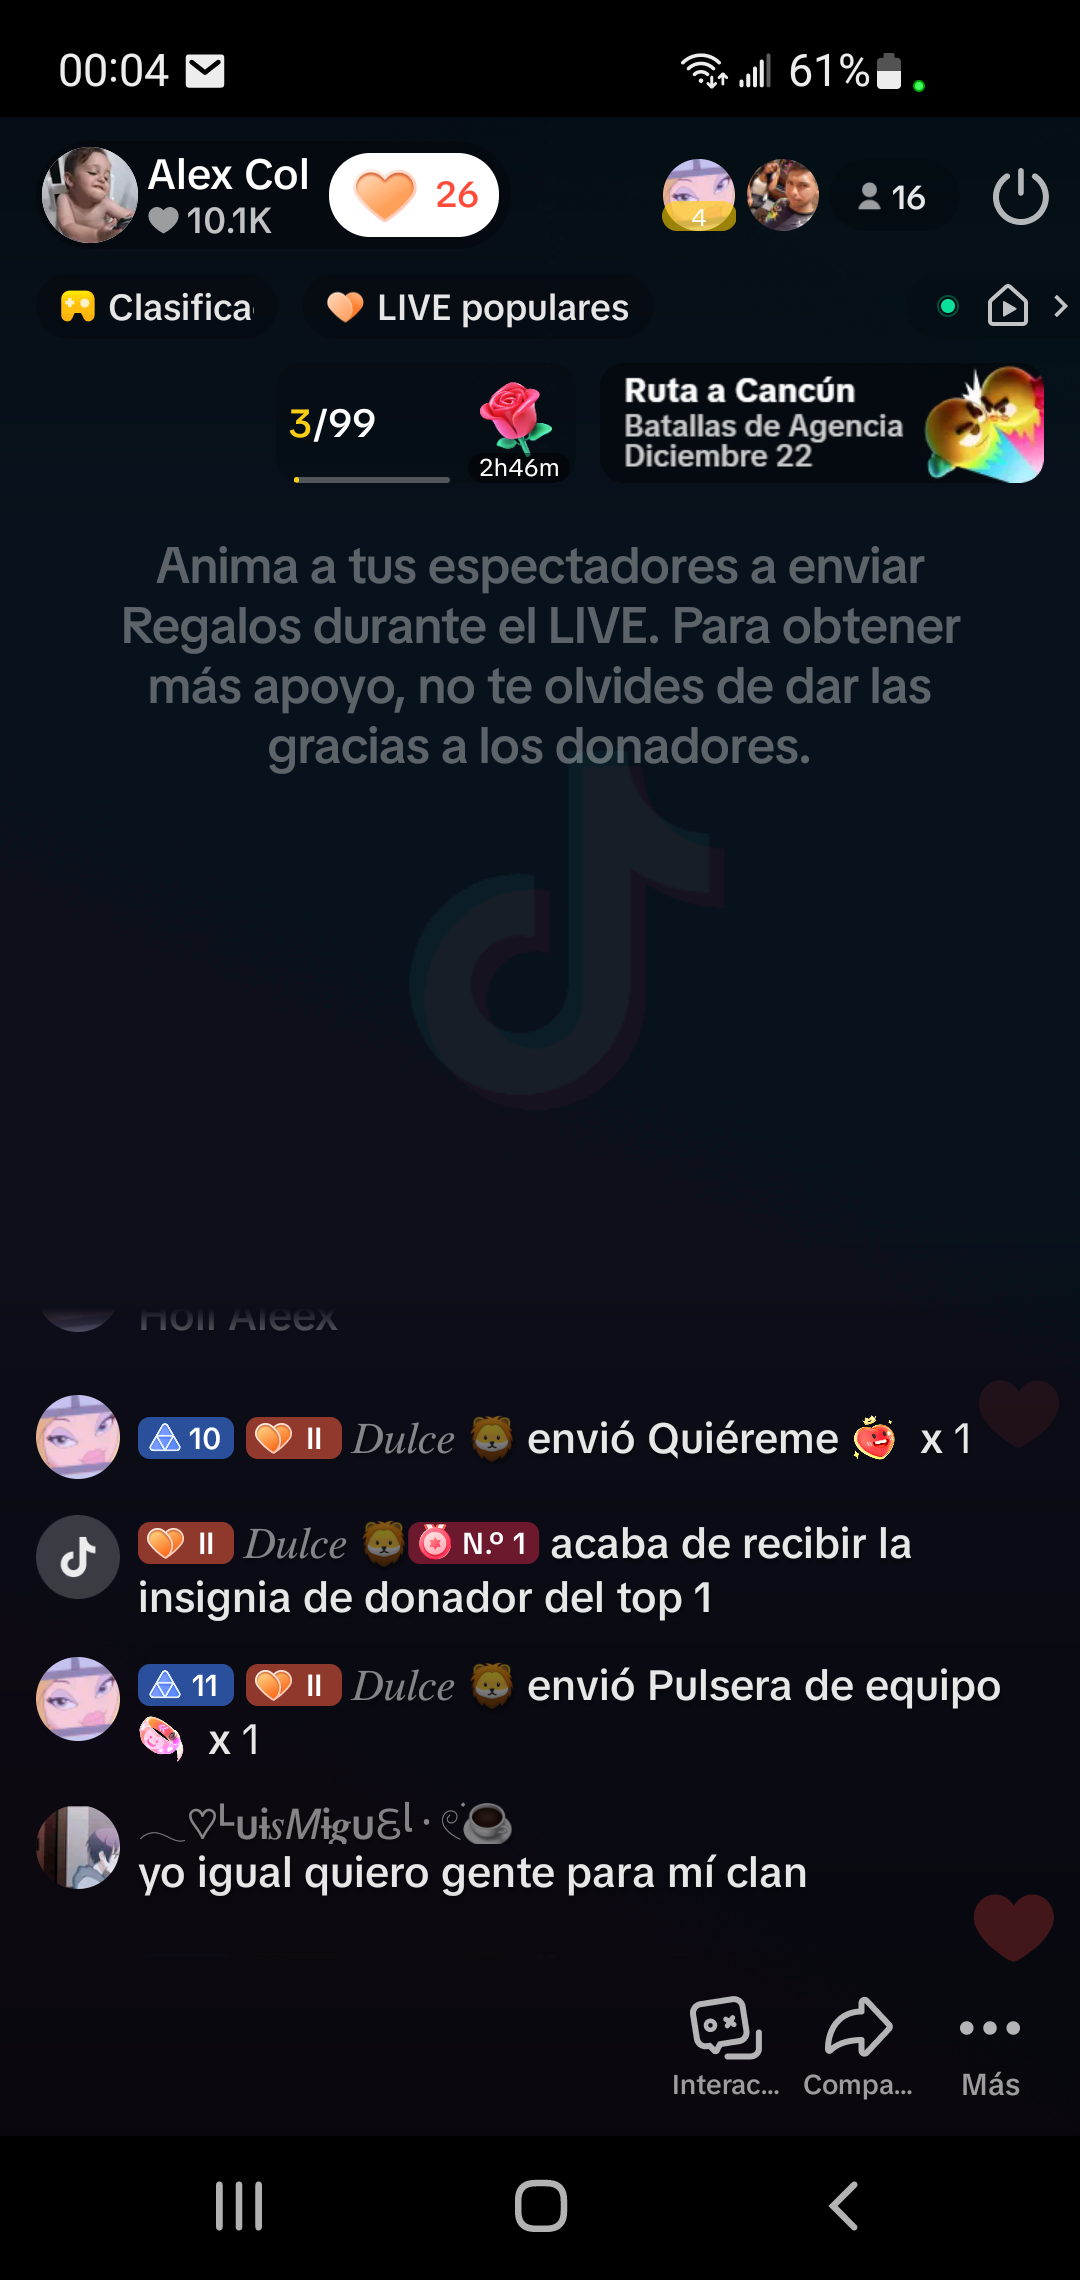 00:04 61%
Alex Col 26 4 16
10.1K
Clasifica LIVE populares
3/99 2h46m
Ruta a Cancún
Batallas de Agencia
Diciembre 22
Anima a tus espectadores a enviar
Regalos durante el LIVE. Para obtener
más apoyo, no te olvides de dar las
gracias a los donadores.
Holi Aleex
10 II Dulce 🦁 envió Quiéreme x 1
II Dulce 🦁 N.º 1 acaba de recibir la
insignia de donador del top 1
11 II Dulce 🦁 envió Pulsera de equipo
x 1
yo igual quiero gente para mí clan
Interac... Compa... Más